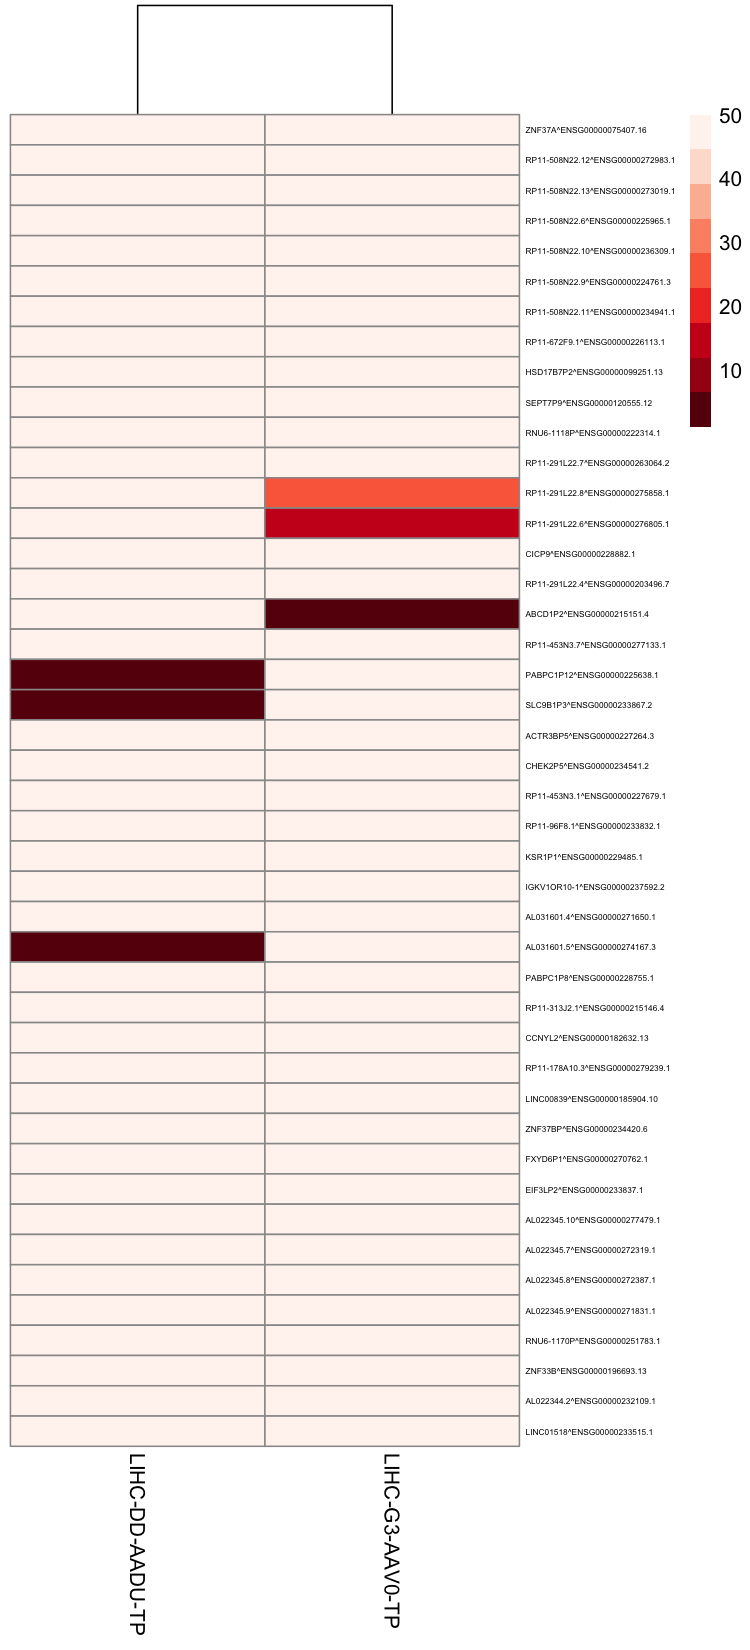 ZNF37A^ENSG00000075407.16
RP11-508N22.12^ENSG00000272983.1
RP11-508N22.13^ENSG00000273019.1
RP11-508N22.6^ENSG00000225965.1
RP11-508N22.10^ENSG00000236309.1
RP11-508N22.9^ENSG00000224761.3
RP11-508N22.11^ENSG00000234941.1
RP11-672F9.1^ENSG00000226113.1
HSD17B7P2^ENSG00000099251.13
SEPT7P9^ENSG00000120555.12
RNU6-1118P^ENSG00000222314.1
RP11-291L22.7^ENSG00000263064.2
RP11-291L22.8^ENSG00000275858.1
RP11-291L22.6^ENSG00000276805.1
CICP9^ENSG00000228882.1
RP11-291L22.4^ENSG00000203496.7
ABCD1P2^ENSG00000215151.4
RP11-453N3.7^ENSG00000277133.1
PABPC1P12^ENSG00000225638.1
SLC9B1P3^ENSG00000233867.2
ACTR3BP5^ENSG00000227264.3
CHEK2P5^ENSG00000234541.2
RP11-453N3.1^ENSG00000227679.1
RP11-96F8.1^ENSG00000233832.1
KSR1P1^ENSG00000229485.1
IGKV1OR10-1^ENSG00000237592.2
AL031601.4^ENSG00000271650.1
AL031601.5^ENSG00000274167.3
PABPC1P8^ENSG00000228755.1
RP11-313J2.1^ENSG00000215146.4
CCNYL2^ENSG00000182632.13
RP11-178A10.3^ENSG00000279239.1
LINC00839^ENSG00000185904.10
ZNF37BP^ENSG00000234420.6
FXYD6P1^ENSG00000270762.1
EIF3LP2^ENSG00000233837.1
AL022345.10^ENSG00000277479.1
AL022345.7^ENSG00000272319.1
AL022345.8^ENSG00000272387.1
AL022345.9^ENSG00000271831.1
RNU6-1170P^ENSG00000251783.1
ZNF33B^ENSG00000196693.13
AL022344.2^ENSG00000232109.1
LINC01518^ENSG00000233515.1
50
40
30
20
10
LIHC-DD-AADU-TP
LIHC-G3-AAV0-TP